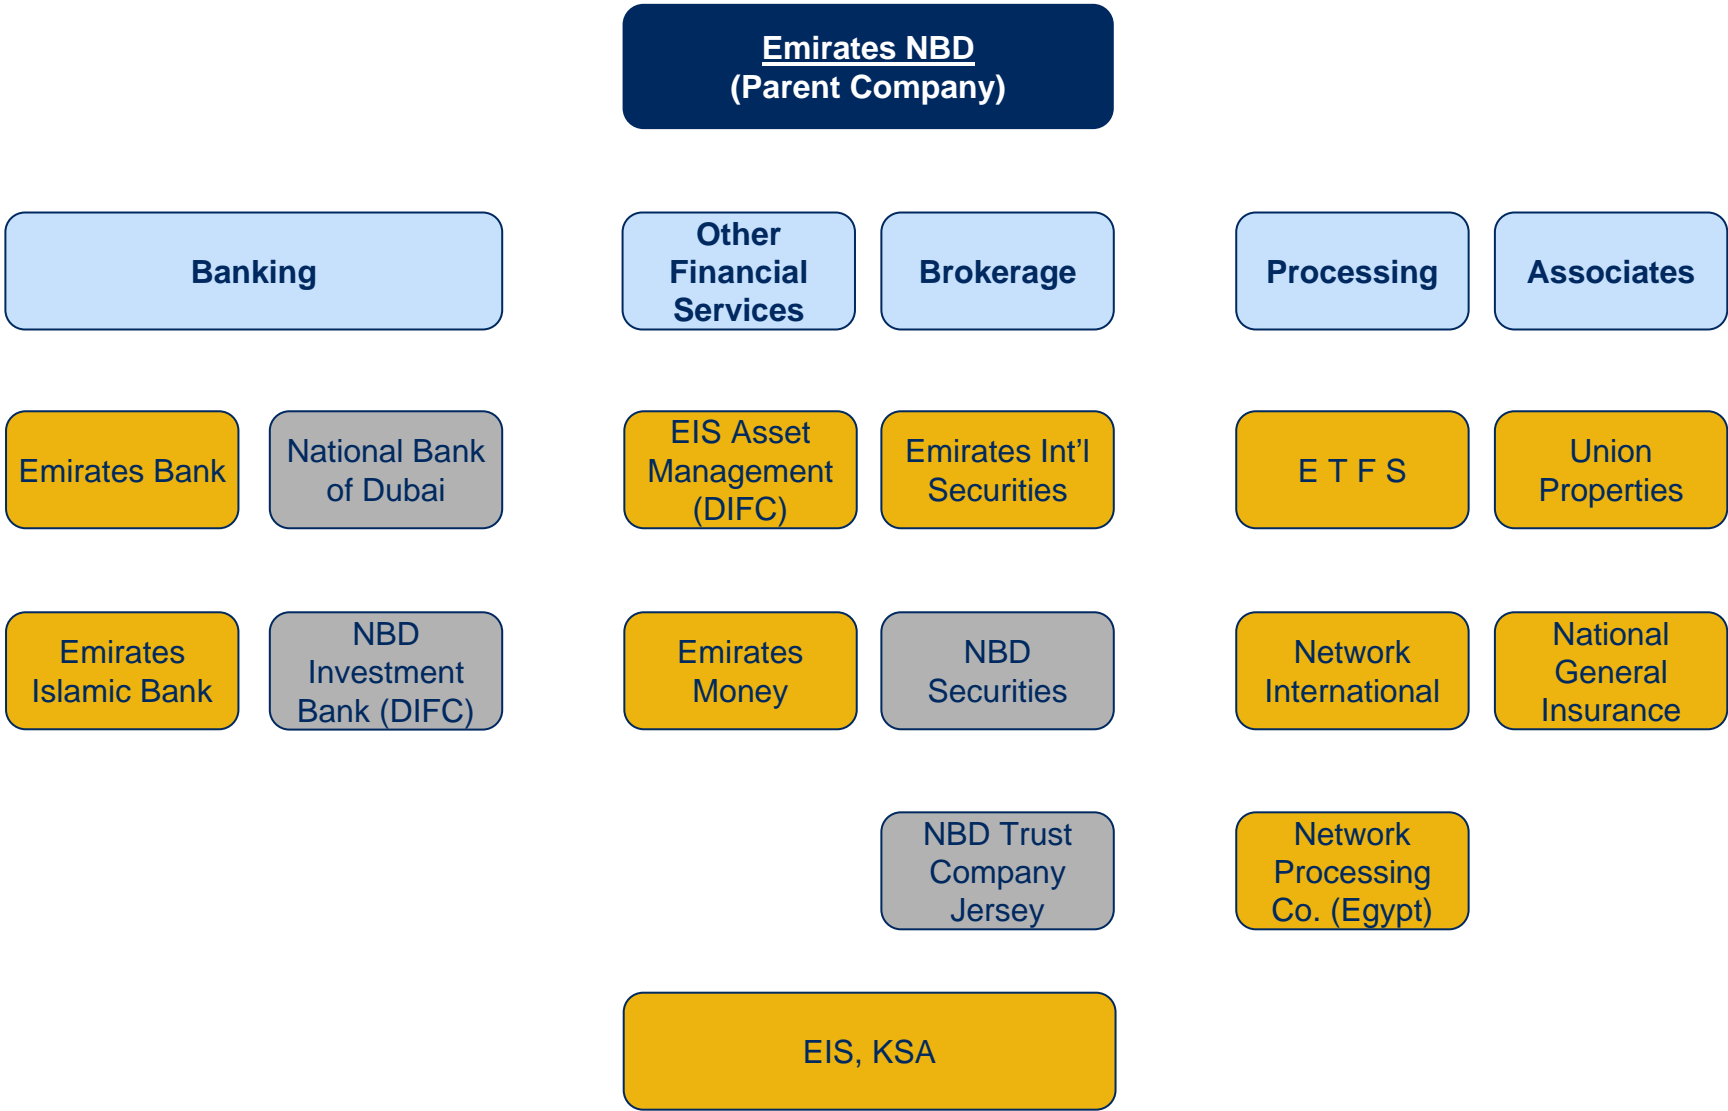 Emirates NBD
(Parent Company)
Banking
Other
Financial
Services
Brokerage
Processing
Associates
Emirates Bank
National Bank
of Dubai
EIS Asset
Management
(DIFC)
Emirates Int’l
Securities
E T F S
Union
Properties
Emirates
Islamic Bank
NBD
Investment
Bank (DIFC)
Emirates
Money
NBD
Securities
Network
International
National
General
Insurance
NBD Trust
Company
Jersey
Network
Processing
Co. (Egypt)
EIS, KSA